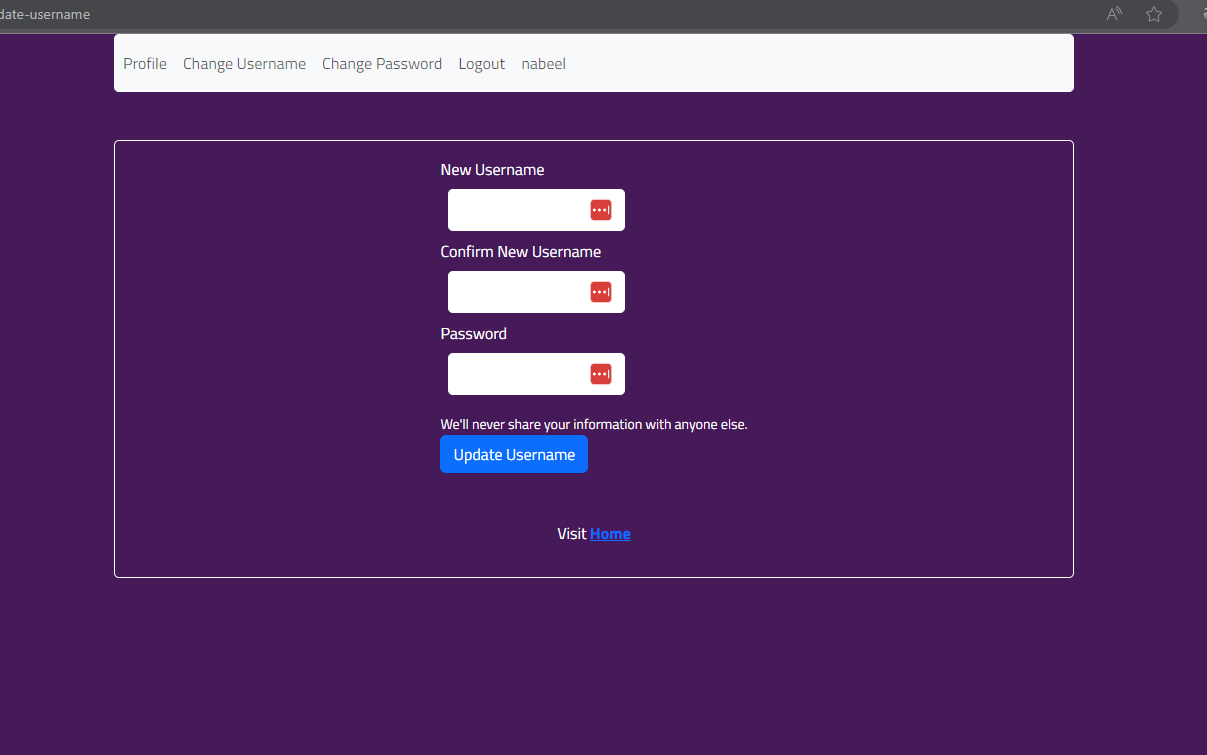 date-username
Profile Change Username Change Password Logout nabeel
New Username
Confirm New Username
Password
We'll never share your information with anyone else.
Update Username
Visit Home